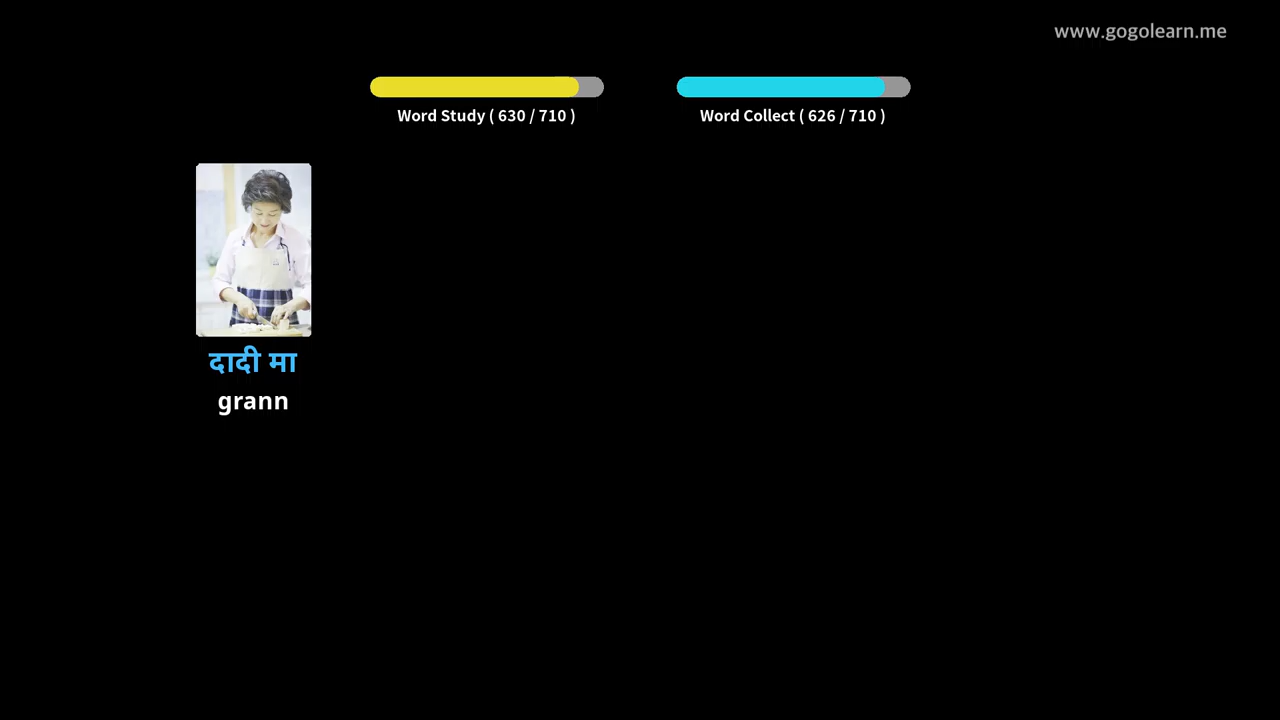 www.gogolearn.me
Word Study ( 630 / 710 )
Word Collect ( 626 / 710 )
दादी मा
grann